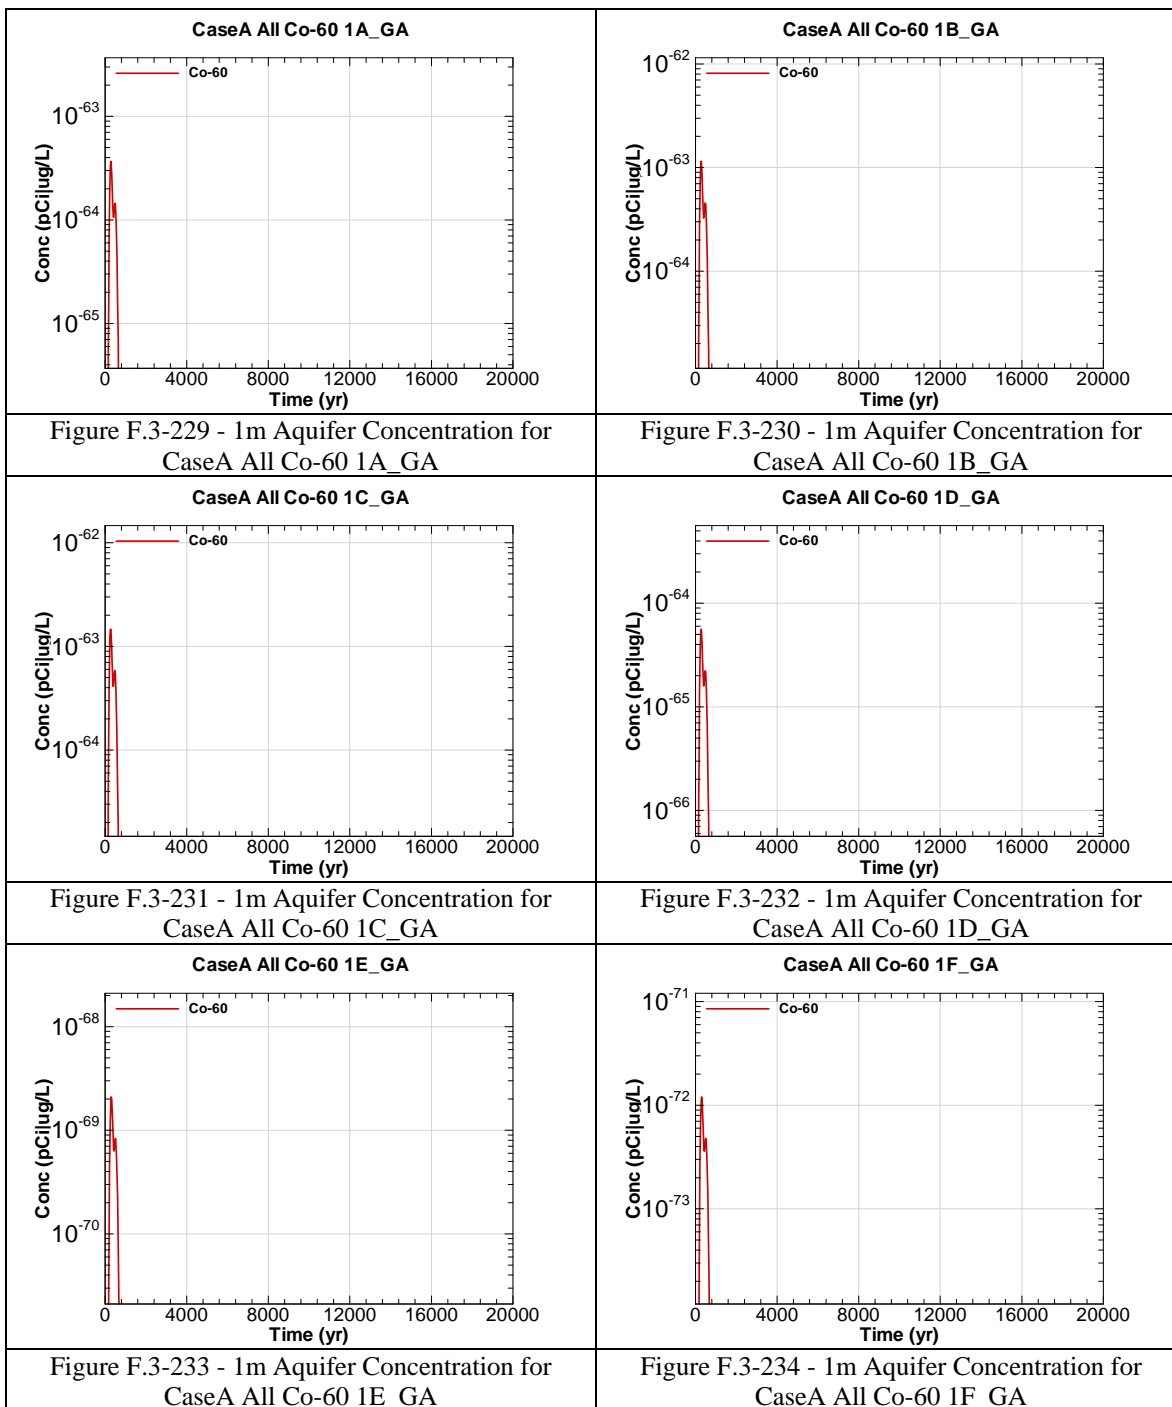 CaseA All Co-60 1A_GA
Co-60
10-63
10-64
10-65
Conc (pCi|ug/L)
0 4000 8000 12000 16000 20000
Time (yr)
Figure F.3-229 - 1m Aquifer Concentration for
CaseA All Co-60 1A_GA
CaseA All Co-60 1B_GA
10-62
Co-60
10-63
10-64
Conc (pCi|ug/L)
0 4000 8000 12000 16000 20000
Time (yr)
Figure F.3-230 - 1m Aquifer Concentration for
CaseA All Co-60 1B_GA
CaseA All Co-60 1C_GA
10-62
Co-60
10-63
10-64
Conc (pCi|ug/L)
0 4000 8000 12000 16000 20000
Time (yr)
Figure F.3-231 - 1m Aquifer Concentration for
CaseA All Co-60 1C_GA
CaseA All Co-60 1D_GA
Co-60
10-64
10-65
10-66
Conc (pCi|ug/L)
0 4000 8000 12000 16000 20000
Time (yr)
Figure F.3-232 - 1m Aquifer Concentration for
CaseA All Co-60 1D_GA
CaseA All Co-60 1E_GA
Co-60
10-68
10-69
10-70
Conc (pCi|ug/L)
0 4000 8000 12000 16000 20000
Time (yr)
Figure F.3-233 - 1m Aquifer Concentration for
CaseA All Co-60 1E_GA
CaseA All Co-60 1F_GA
10-71
Co-60
10-72
10-73
Conc (pCi|ug/L)
0 4000 8000 12000 16000 20000
Time (yr)
Figure F.3-234 - 1m Aquifer Concentration for
CaseA All Co-60 1F_GA